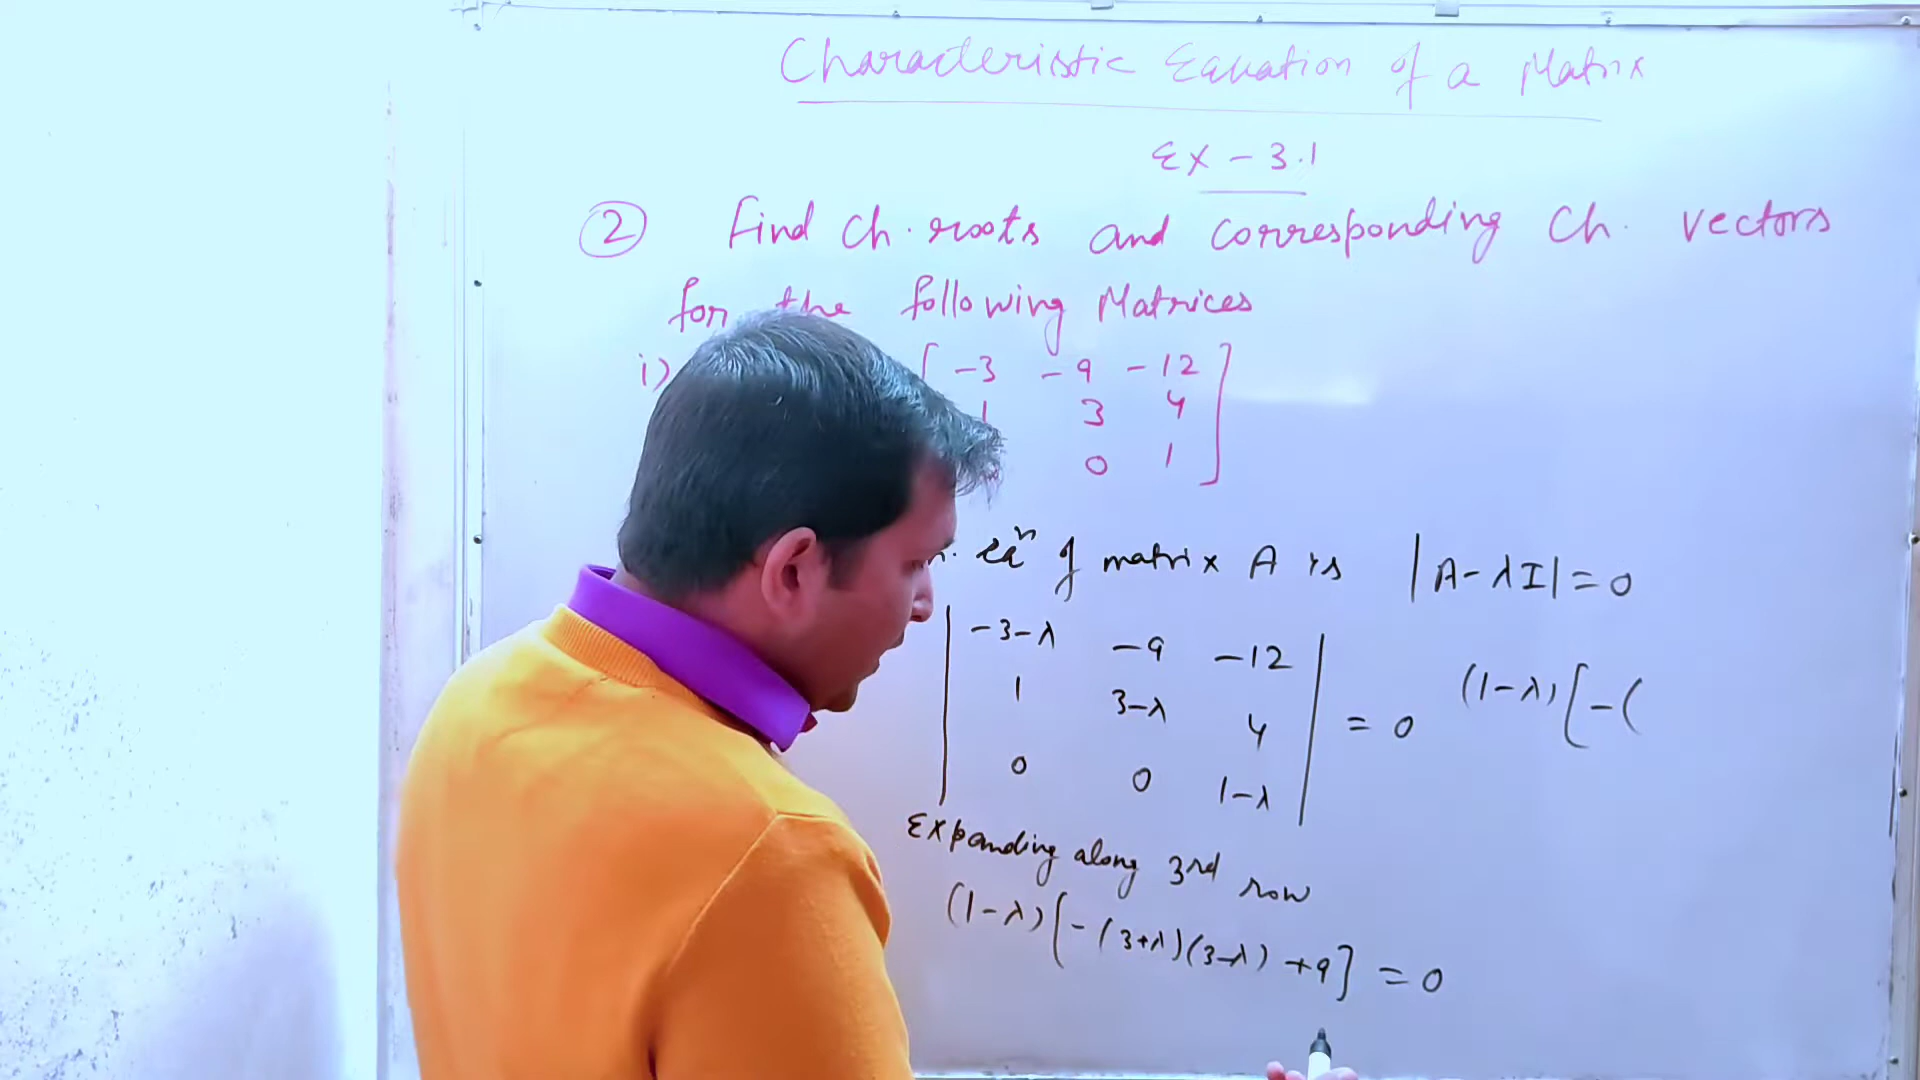 Characteristic Equation of a Matrix
Ex - 3.1
② Find Ch. roots and corresponding Ch. vectors
for the following Matrices
i) [ -3 -9 -12
1 3 4
0 1 ]
eqⁿ of matrix A is |A-λI| = 0
| -3-λ -9 -12 |
1 3-λ 4
0 0 1-λ | = 0
(1-λ)[-(
Expanding along 3rd row
(1-λ)[-(3+λ)(3-λ) +9] = 0